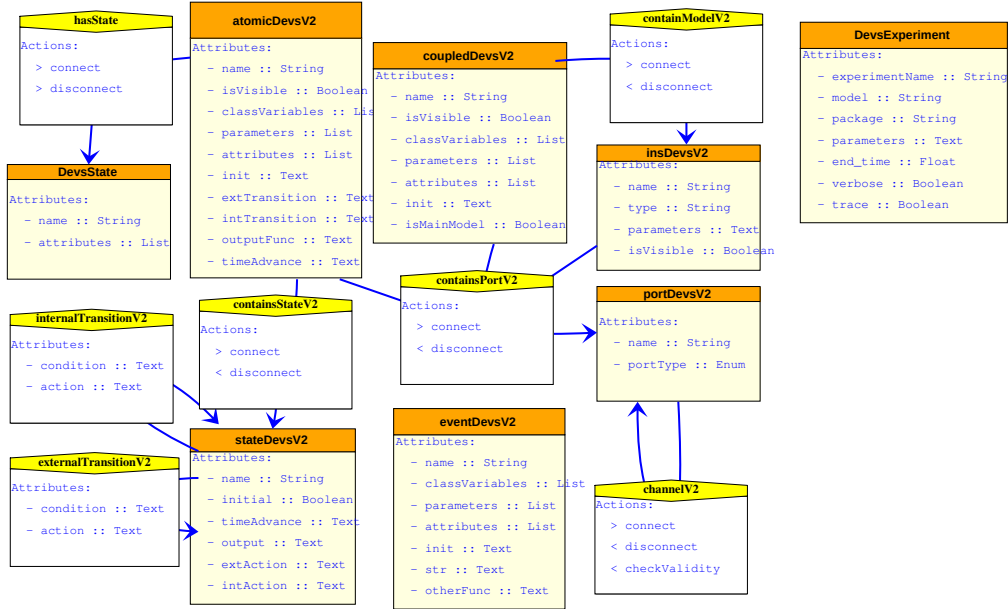 hasState
Actions:
> connect
> disconnect
atomicDevsV2
Attributes:
- name :: String
- isVisible :: Boolean
- classVariables :: Lis
- parameters :: List
- attributes :: List
- init :: Text
- extTransition :: Text
- intTransition :: Text
- outputFunc :: Text
- timeAdvance :: Text
coupledDevsV2
Attributes:
- name :: String
- isVisible :: Boolean
- classVariables :: List
- parameters :: List
- attributes :: List
- init :: Text
- isMainModel :: Boolean
containModelV2
Actions:
> connect
< disconnect
DevsExperiment
Attributes:
- experimentName :: String
- model :: String
- package :: String
- parameters :: Text
- end_time :: Float
- verbose :: Boolean
- trace :: Boolean
DevsState
Attributes:
- name :: String
- attributes :: List
insDevsV2
Attributes:
- name :: String
- type :: String
- parameters :: Text
- isVisible :: Boolean
containsPortV2
Actions:
> connect
< disconnect
portDevsV2
Attributes:
- name :: String
- portType :: Enum
internalTransitionV2
Attributes:
- condition :: Text
- action :: Text
containsStateV2
Actions:
> connect
< disconnect
externalTransitionV2
Attributes:
- condition :: Text
- action :: Text
stateDevsV2
Attributes:
- name :: String
- initial :: Boolean
- timeAdvance :: Text
- output :: Text
- extAction :: Text
- intAction :: Text
eventDevsV2
Attributes:
- name :: String
- classVariables :: List
- parameters :: List
- attributes :: List
- init :: Text
- str :: Text
- otherFunc :: Text
channelV2
Actions:
> connect
< disconnect
< checkValidity